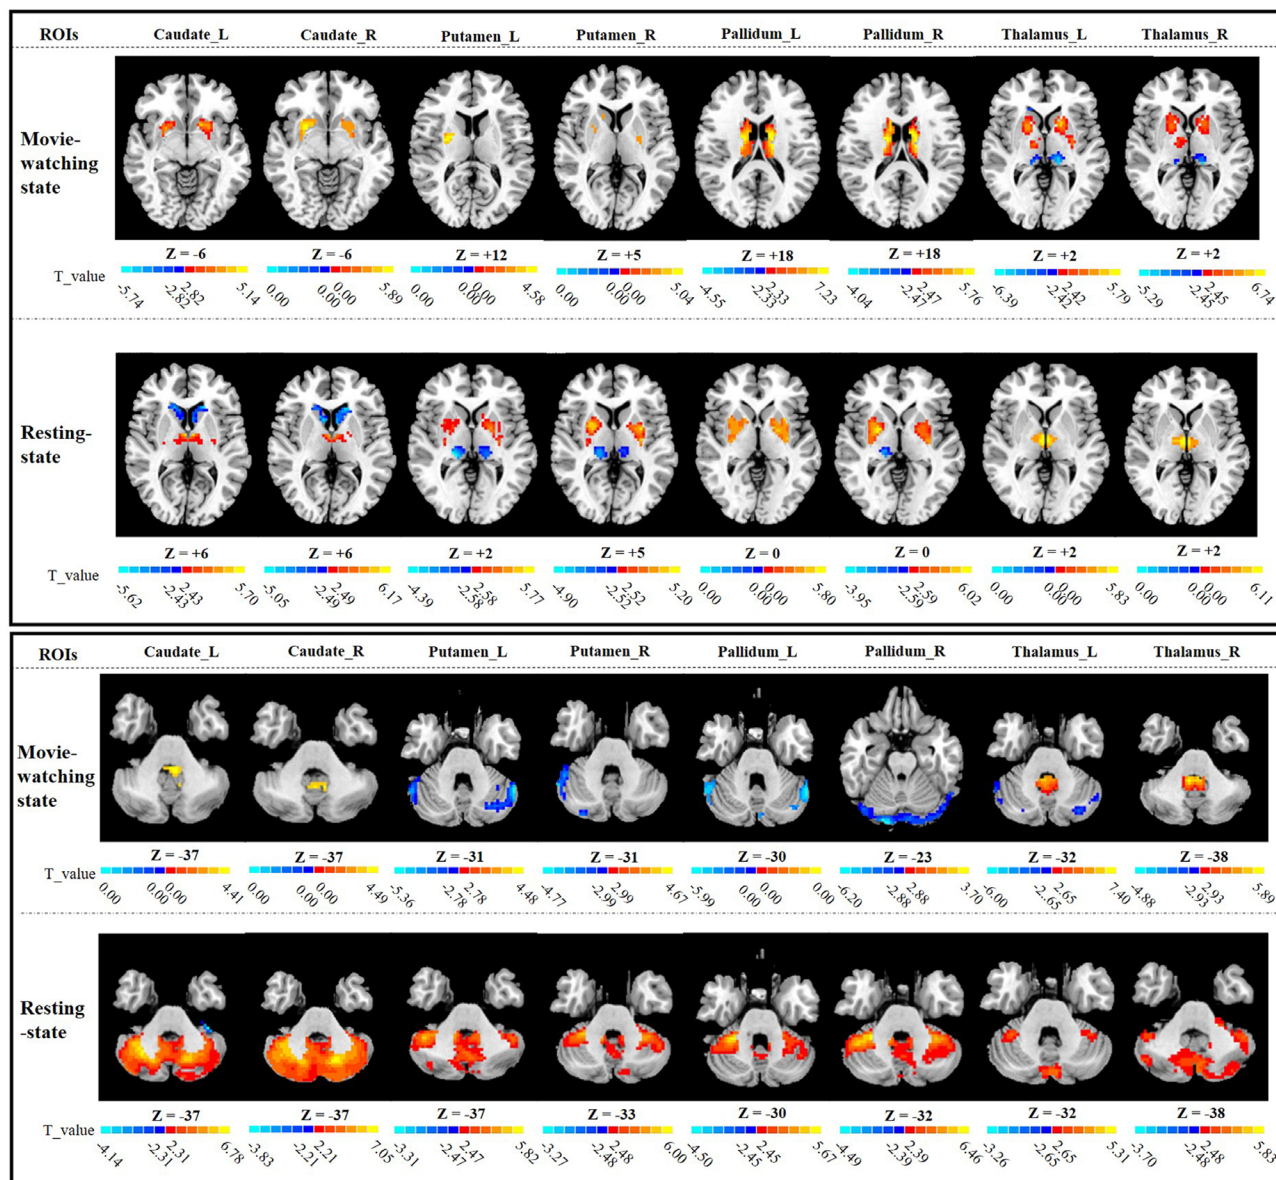 ROIs Caudate_L Caudate_R Putamen_L Putamen_R Pallidum_L Pallidum_R Thalamus_L Thalamus_R
Movie-
watching
state
Z = -6 Z = -6 Z = +12 Z = +5 Z = +18 Z = +18 Z = +2 Z = +2
T_value
-5.74 -2.82 2.82 5.14 0.00 0.00 0.00 5.89 0.00 0.00 0.00 4.58 0.00 0.00 0.00 5.04 -4.55 -2.33 2.33 7.23 -4.04 -2.47 2.47 5.76 -6.39 -2.42 2.42 5.79 -5.29 -2.45 2.45 6.74
Resting-
state
Z = +6 Z = +6 Z = +2 Z = +5 Z = 0 Z = 0 Z = +2 Z = +2
T_value
-5.62 -2.43 2.43 5.70 -5.05 -2.49 2.49 6.17 -4.39 -2.58 2.58 5.77 -4.90 -2.52 2.52 5.20 0.00 0.00 0.00 5.80 -3.95 -2.59 2.59 6.02 0.00 0.00 0.00 5.83 0.00 0.00 0.00 6.11
ROIs Caudate_L Caudate_R Putamen_L Putamen_R Pallidum_L Pallidum_R Thalamus_L Thalamus_R
Movie-
watching
state
Z = -37 Z = -37 Z = -31 Z = -31 Z = -30 Z = -23 Z = -32 Z = -38
T_value
0.00 0.00 0.00 4.41 0.00 0.00 0.00 4.49 -5.36 -2.78 2.78 4.48 -4.77 -2.99 2.99 4.67 -5.99 0.00 0.00 0.00 -6.20 -2.88 2.88 3.70 -6.00 -2.65 2.65 7.40 -4.88 -2.93 2.93 5.89
Resting
-state
Z = -37 Z = -37 Z = -37 Z = -33 Z = -30 Z = -32 Z = -32 Z = -38
T_value
-4.14 -2.31 2.31 6.78 -3.83 -2.21 2.21 7.05 -3.31 -2.47 2.47 5.82 -3.27 -2.48 2.48 6.00 -4.50 -2.45 2.45 5.67 -4.49 -2.39 2.39 6.46 -3.26 -2.65 2.65 5.31 -3.70 -2.48 2.48 5.83